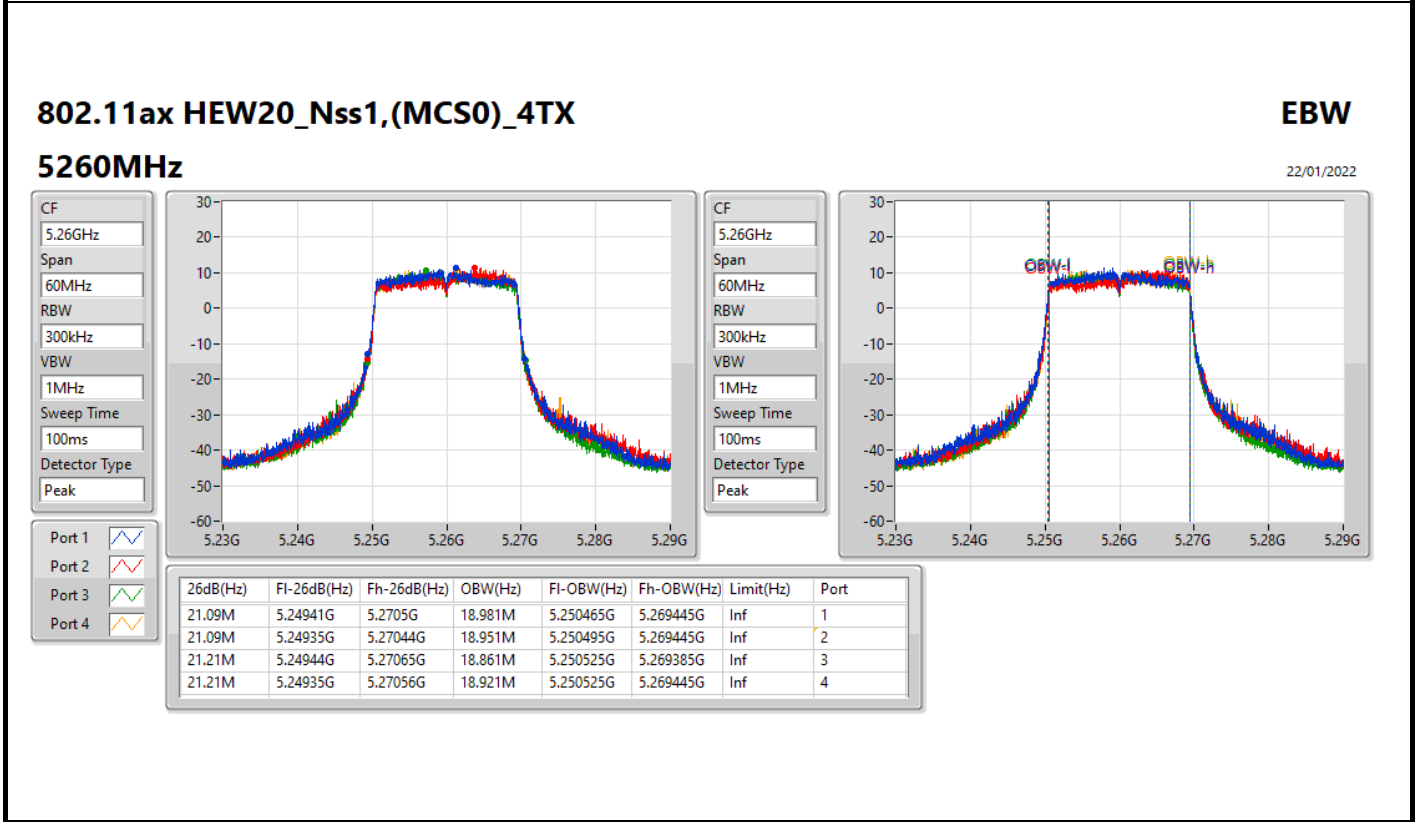 802.11ax HEW20_Nss1,(MCS0)_4TX
EBW
5260MHz
22/01/2022
CF
5.26GHz
Span
60MHz
RBW
300kHz
VBW
1MHz
Sweep Time
100ms
Detector Type
Peak
30
20
10
0
-10
-20
-30
-40
-50
-60
5.23G 5.24G 5.25G 5.26G 5.27G 5.28G 5.29G
CF
5.26GHz
Span
60MHz
RBW
300kHz
VBW
1MHz
Sweep Time
100ms
Detector Type
Peak
30
20
10
0
-10
-20
-30
-40
-50
-60
OBW-l OBW-h
5.23G 5.24G 5.25G 5.26G 5.27G 5.28G 5.29G
Port 1
Port 2
Port 3
Port 4
26dB(Hz) Fl-26dB(Hz) Fh-26dB(Hz) OBW(Hz) Fl-OBW(Hz) Fh-OBW(Hz) Limit(Hz) Port
21.09M 5.24941G 5.2705G 18.981M 5.250465G 5.269445G Inf 1
21.09M 5.24935G 5.27044G 18.951M 5.250495G 5.269445G Inf 2
21.21M 5.24944G 5.27065G 18.861M 5.250525G 5.269385G Inf 3
21.21M 5.24935G 5.27056G 18.921M 5.250525G 5.269445G Inf 4